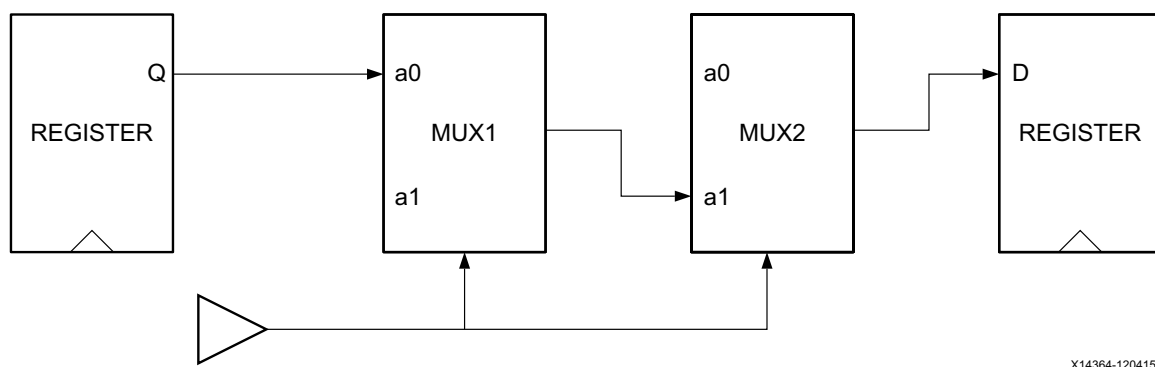 Q
a0
a0
D
REGISTER
MUX1
MUX2
REGISTER
a1
a1
X14364-120415